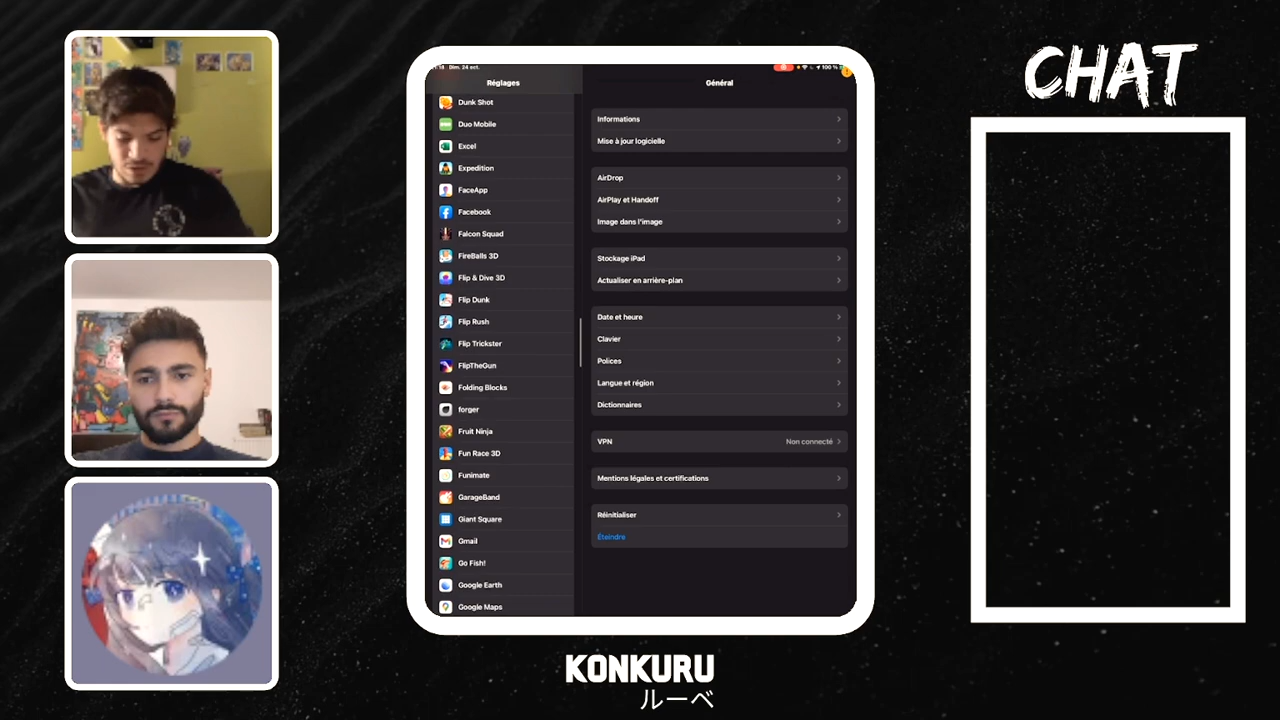 CHAT
Dim. 24 oct.
100 %
Réglages
Général
Dunk Shot
Duo Mobile
Excel
Expedition
FaceApp
Facebook
Falcon Squad
FireBalls 3D
Flip & Dive 3D
Flip Dunk
Flip Rush
Flip Trickster
FlipTheGun
Folding Blocks
forger
Fruit Ninja
Fun Race 3D
Funimate
GarageBand
Giant Square
Gmail
Go Fish!
Google Earth
Google Maps
Informations
Mise à jour logicielle
AirDrop
AirPlay et Handoff
Image dans l'image
Stockage iPad
Actualiser en arrière-plan
Date et heure
Clavier
Polices
Langue et région
Dictionnaires
VPN Non connecté
Mentions légales et certifications
Réinitialiser
Éteindre
KONKURU
ルーベ